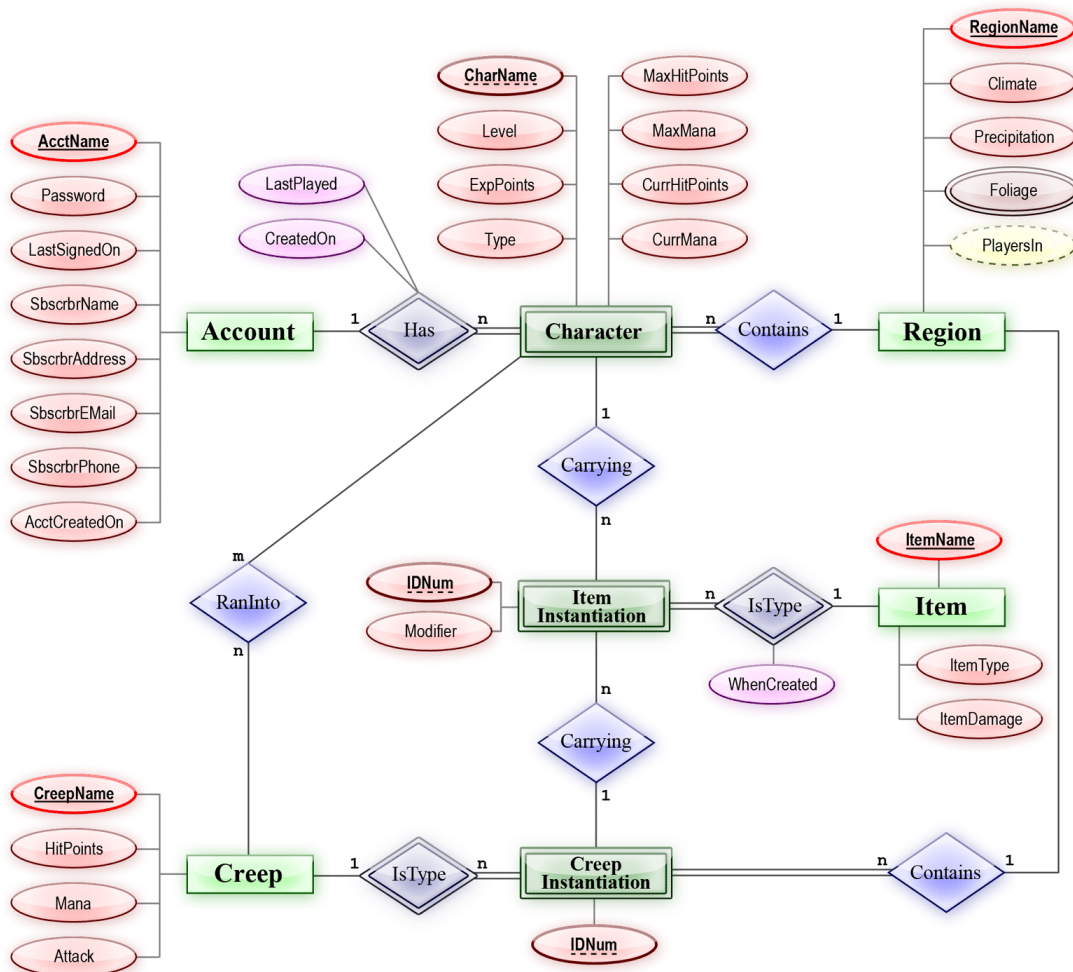 RegionName
CharName
MaxHitPoints
Climate
AcctName
Level
MaxMana
Precipitation
Password
LastPlayed
ExpPoints
CurrHitPoints
Foliage
LastSignedOn
CreatedOn
Type
CurrMana
PlayersIn
SbscrbrName
Account
1
Has
n
Character
n
Contains
1
Region
SbscrbrAddress
SbscrbrEMail
1
SbscrbrPhone
Carrying
AcctCreatedOn
n
ItemName
m
RanInto
n
IDNum
Modifier
Item
Instantiation
n
IsType
1
Item
WhenCreated
ItemType
n
ItemDamage
Carrying
1
CreepName
HitPoints
Creep
1
IsType
n
Creep
Instantiation
n
Contains
1
Mana
Attack
IDNum